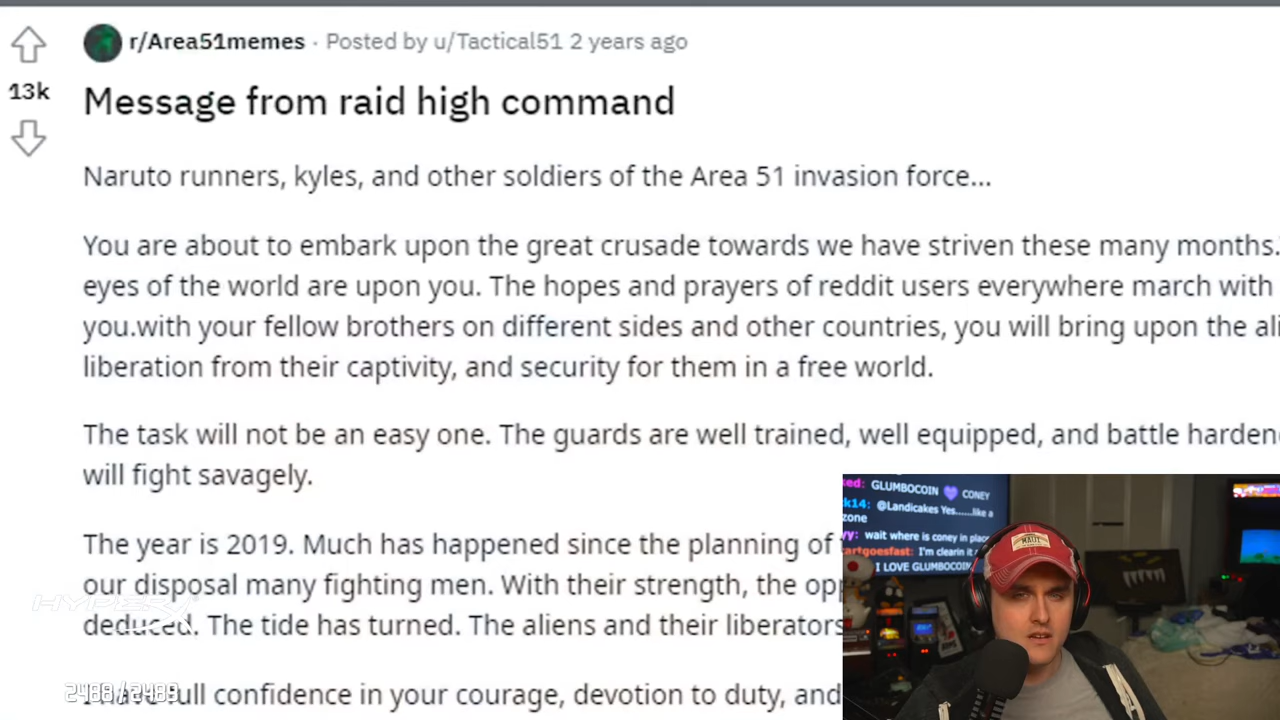 r/Area51memes · Posted by u/Tactical51 2 years ago
13k
Message from raid high command
Naruto runners, kyles, and other soldiers of the Area 51 invasion force...
You are about to embark upon the great crusade towards we have striven these many months.
eyes of the world are upon you. The hopes and prayers of reddit users everywhere march with
you.with your fellow brothers on different sides and other countries, you will bring upon the
liberation from their captivity, and security for them in a free world.
The task will not be an easy one. The guards are well trained, well equipped, and battle
will fight savagely.
The year is 2019. Much has happened since the planning of
our disposal many fighting men. With their strength, the
The tide has turned. The aliens and their liberators
full confidence in your courage, devotion to duty, and
HYPERX
2488/2489
GLUMBOCOIN 💜 CONEY
k14: @Landicakes Yes......like a
zone
wait where is coney in
artgoesfast: I'm clearin it
I LOVE GLUMBOCOIN